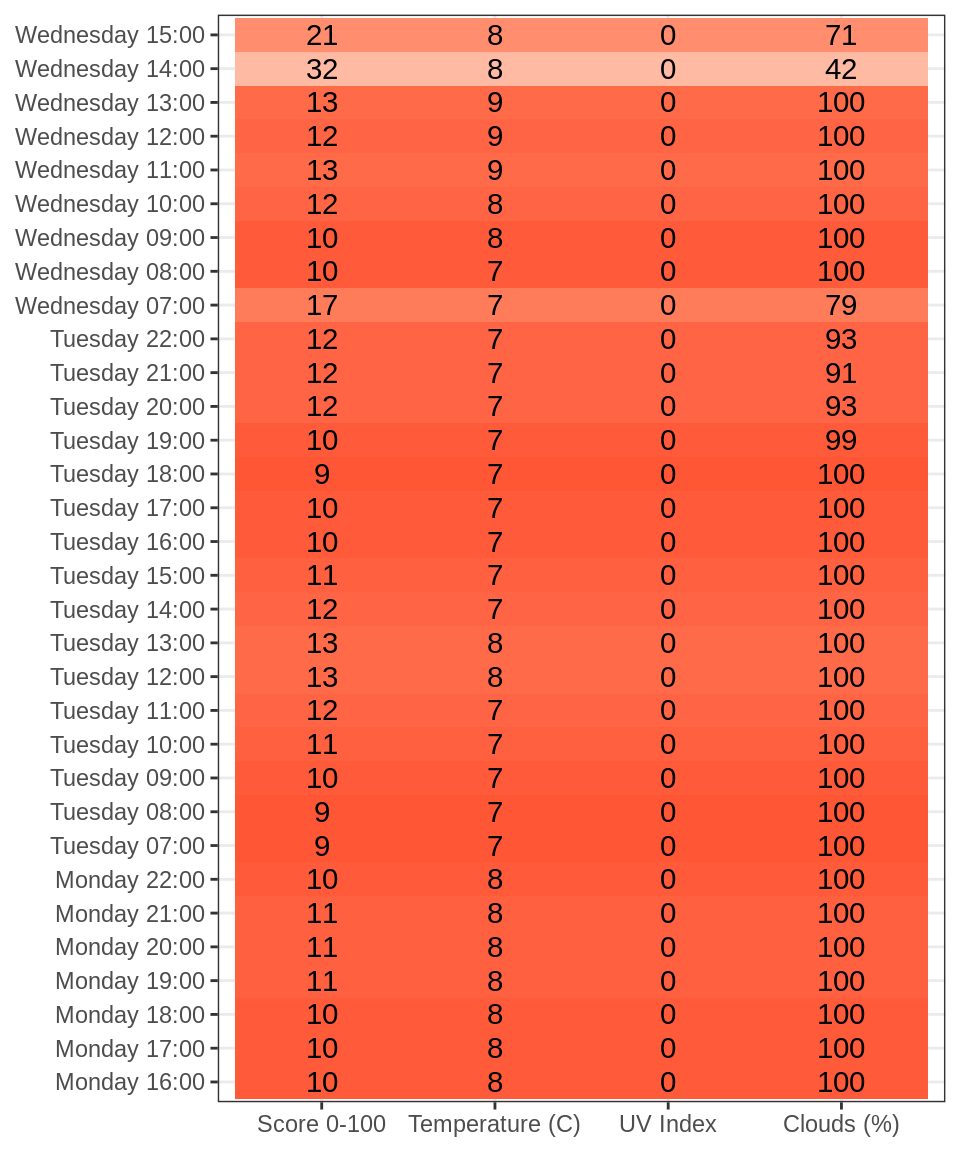 Wednesday 15:00 21 8 0 71
Wednesday 14:00 32 8 0 42
Wednesday 13:00 13 9 0 100
Wednesday 12:00 12 9 0 100
Wednesday 11:00 13 9 0 100
Wednesday 10:00 12 8 0 100
Wednesday 09:00 10 8 0 100
Wednesday 08:00 10 7 0 100
Wednesday 07:00 17 7 0 79
Tuesday 22:00 12 7 0 93
Tuesday 21:00 12 7 0 91
Tuesday 20:00 12 7 0 93
Tuesday 19:00 10 7 0 99
Tuesday 18:00 9 7 0 100
Tuesday 17:00 10 7 0 100
Tuesday 16:00 10 7 0 100
Tuesday 15:00 11 7 0 100
Tuesday 14:00 12 7 0 100
Tuesday 13:00 13 8 0 100
Tuesday 12:00 13 8 0 100
Tuesday 11:00 12 7 0 100
Tuesday 10:00 11 7 0 100
Tuesday 09:00 10 7 0 100
Tuesday 08:00 9 7 0 100
Tuesday 07:00 9 7 0 100
Monday 22:00 10 8 0 100
Monday 21:00 11 8 0 100
Monday 20:00 11 8 0 100
Monday 19:00 11 8 0 100
Monday 18:00 10 8 0 100
Monday 17:00 10 8 0 100
Monday 16:00 10 8 0 100
Score 0-100 Temperature (C) UV Index Clouds (%)